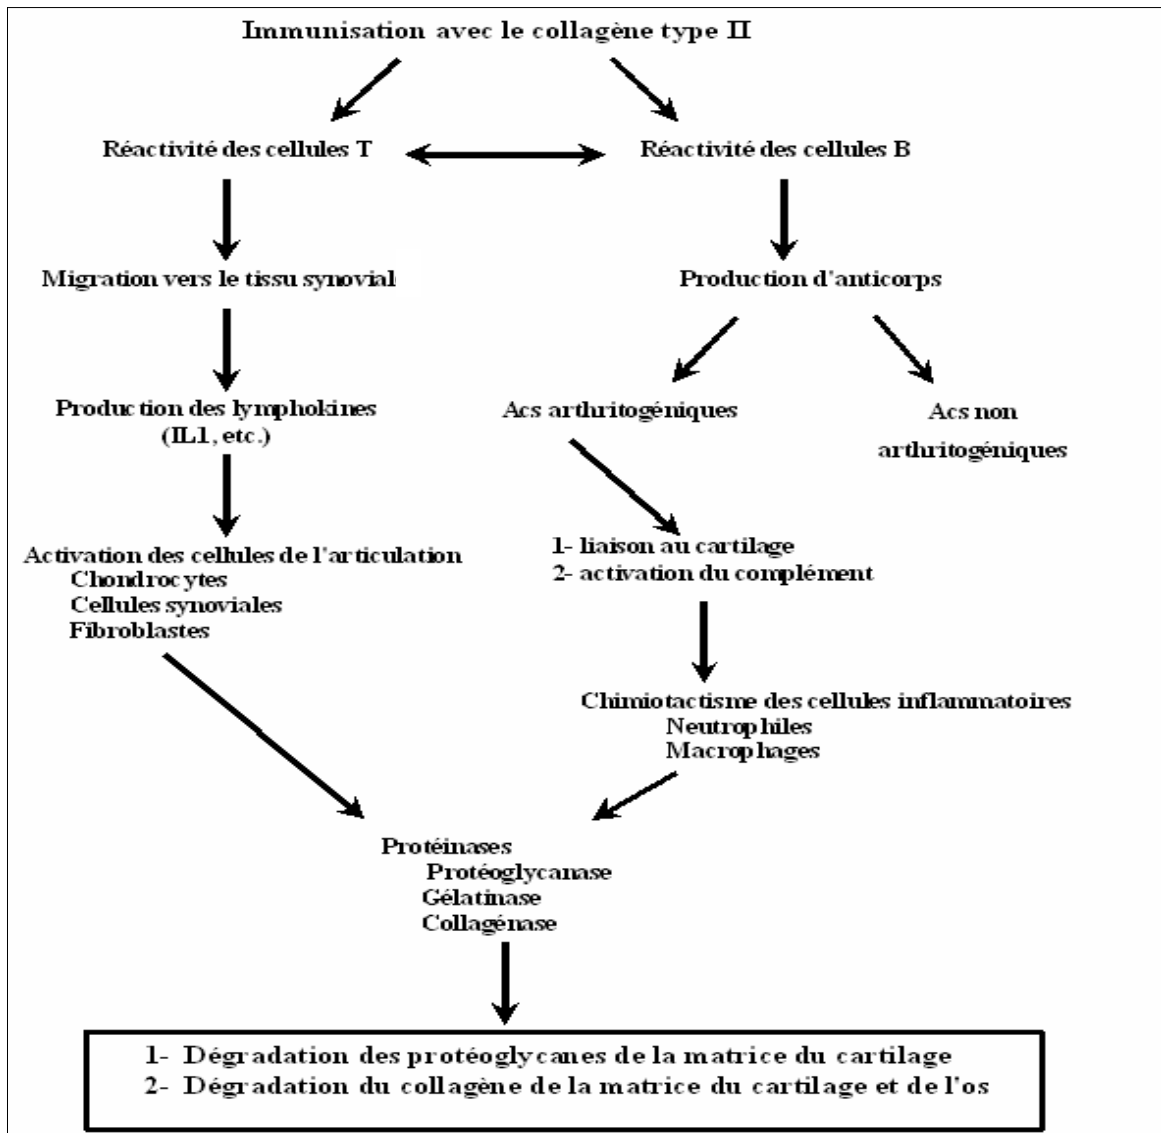 Immunisation avec le collagène type II
Réactivité des cellules T
Réactivité des cellules B
Migration vers le tissu synovial
Production d'anticorps
Production des lymphokines
(IL1, etc.)
Acs arthritogéniques
Acs non
arthritogéniques
Activation des cellules de l'articulation
Chondrocytes
Cellules synoviales
Fibroblastes
1- liaison au cartilage
2- activation du complément
Chimiotactisme des cellules inflammatoires
Neutrophiles
Macrophages
Protéinases
Protéoglycanase
Gélatinase
Collagénase
1- Dégradation des protéoglycanes de la matrice du cartilage
2- Dégradation du collagène de la matrice du cartilage et de l'os